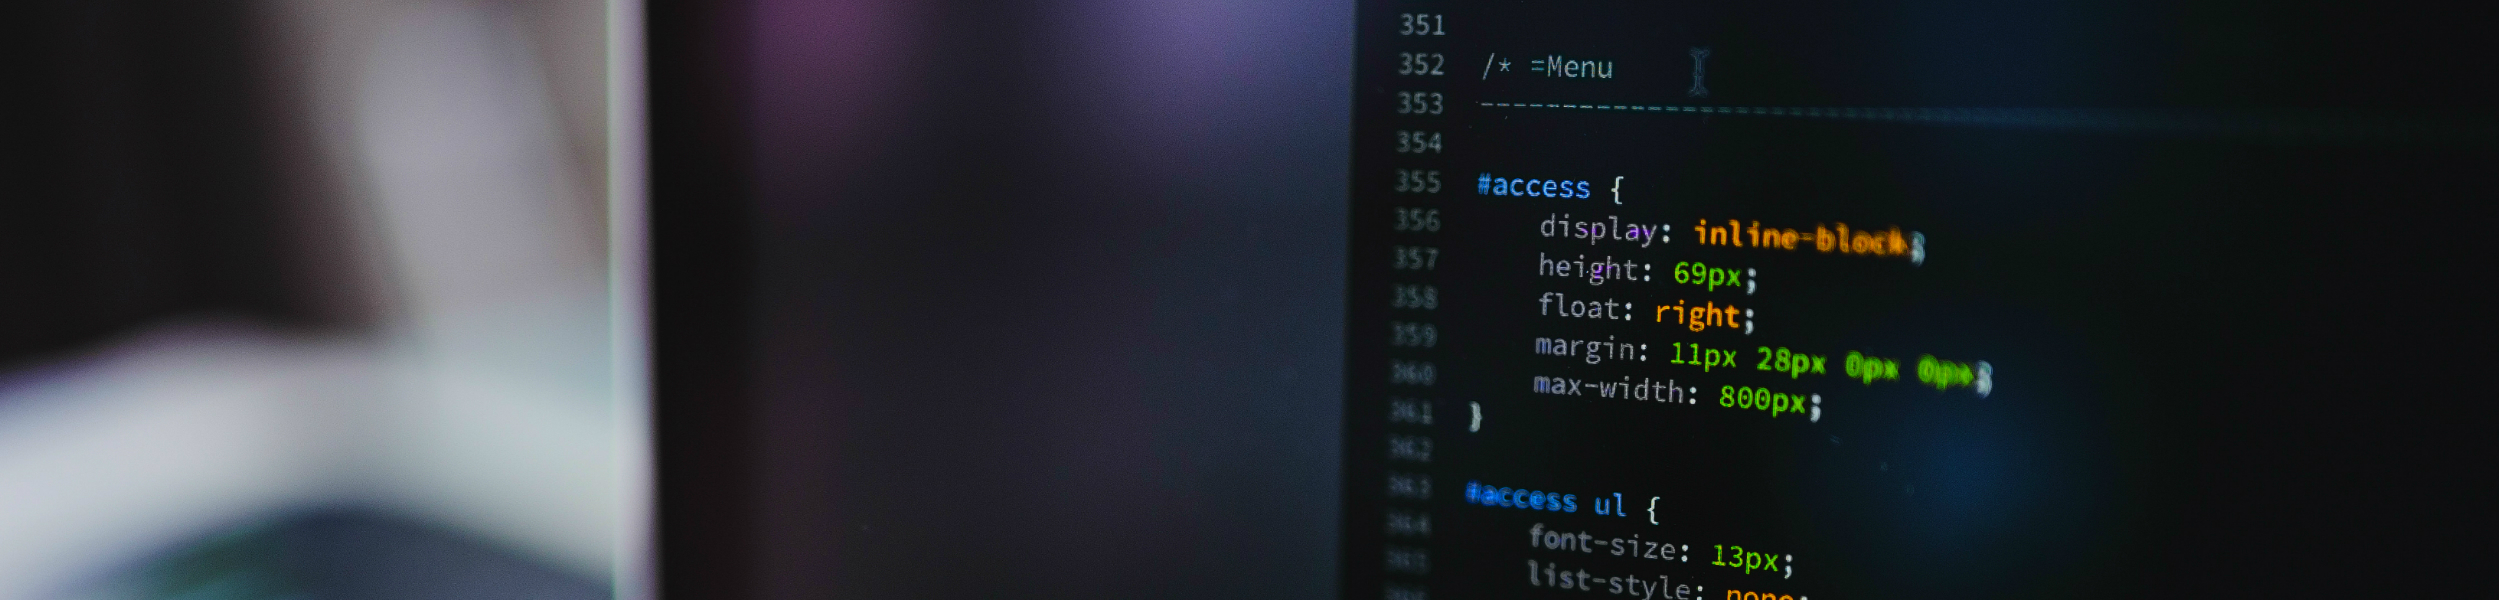 351
352 /* =Menu
353 --------------------
354
355 #access {
356 display: inline-block;
357 height: 69px;
358 float: right;
359 margin: 11px 28px 0px 0px;
360 max-width: 800px;
361 }
362
363 #access ul {
364 font-size: 13px;
list-style: none;